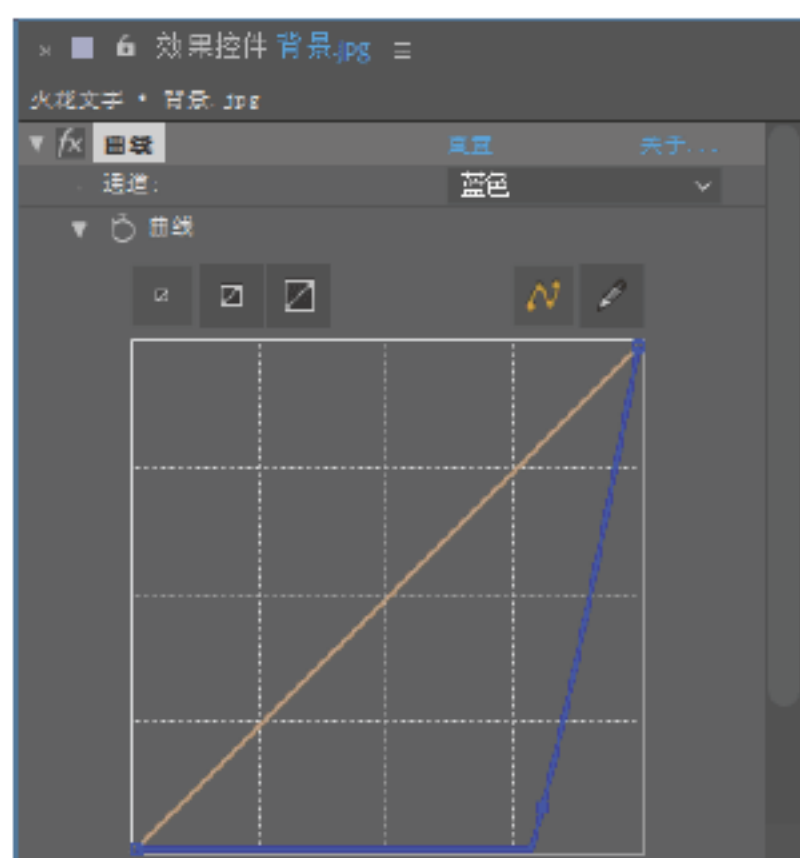 效果控件 背景.jpg
火花文字 * 背景.jpg
fx 曲线 重置 关于...
通道: 蓝色
曲线